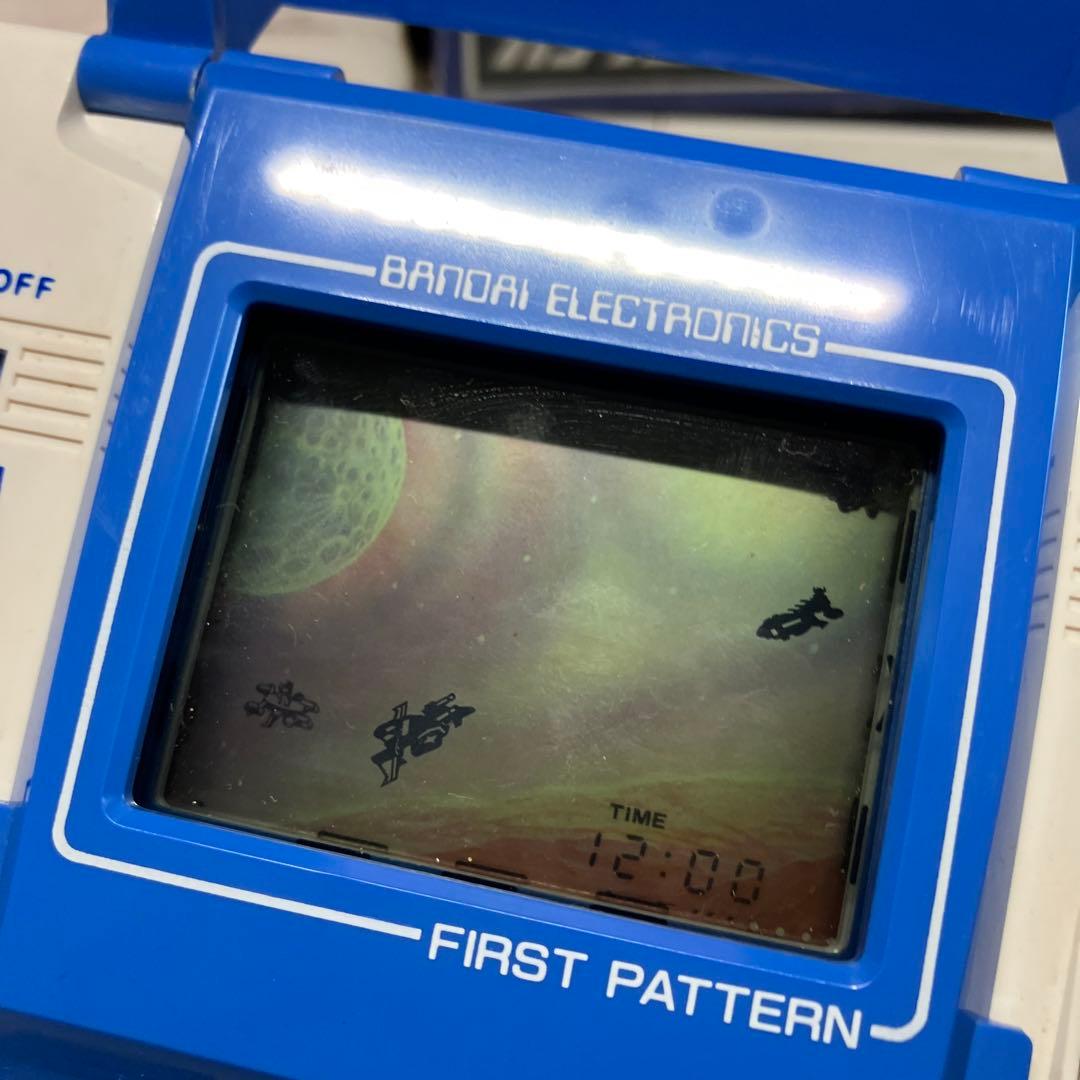 OFF
BANDAI ELECTRONICS
TIME
12:00
FIRST PATTERN